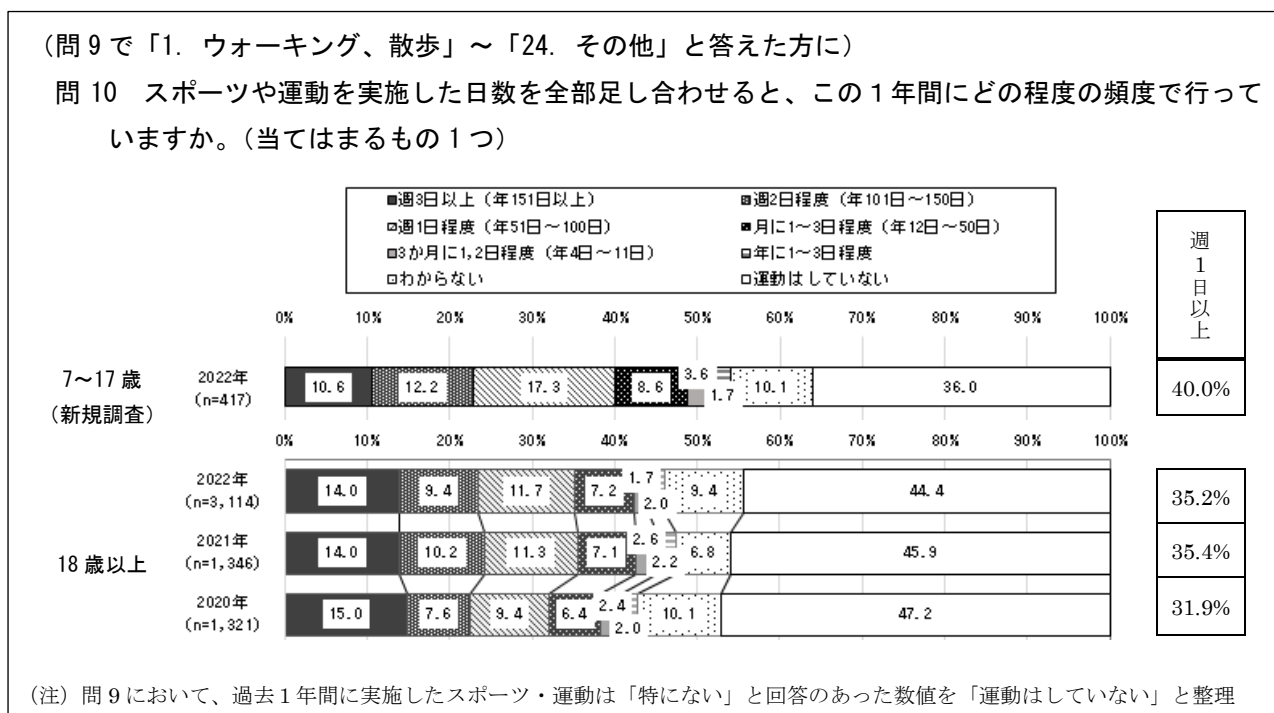 （問９で「1. ウォーキング、散歩」～「24. その他」と答えた方に）
問 10　スポーツや運動を実施した日数を全部足し合わせると、この１年間にどの程度の頻度で行って
いますか。（当てはまるもの１つ）
■週3日以上（年151日以上）　週2日程度（年101日～150日）
週1日程度（年51日～100日）　■月に1～3日程度（年12日～50日）
■3か月に1,2日程度（年4日～11日）　年に1～3日程度
わからない　□運動はしていない
週１日以上
0% 10% 20% 30% 40% 50% 60% 70% 80% 90% 100%
7～17 歳
（新規調査）
2022年
(n=417)
10.6 12.2 17.3 8.6 1.7 3.6 10.1 36.0
40.0%
0% 10% 20% 30% 40% 50% 60% 70% 80% 90% 100%
18 歳以上
2022年
(n=3,114)
14.0 9.4 11.7 7.2 2.0 1.7 9.4 44.4
35.2%
2021年
(n=1,346)
14.0 10.2 11.3 7.1 2.2 2.6 6.8 45.9
35.4%
2020年
(n=1,321)
15.0 7.6 9.4 6.4 2.0 2.4 10.1 47.2
31.9%
（注）問９において、過去１年間に実施したスポーツ・運動は「特にない」と回答のあった数値を「運動はしていない」と整理